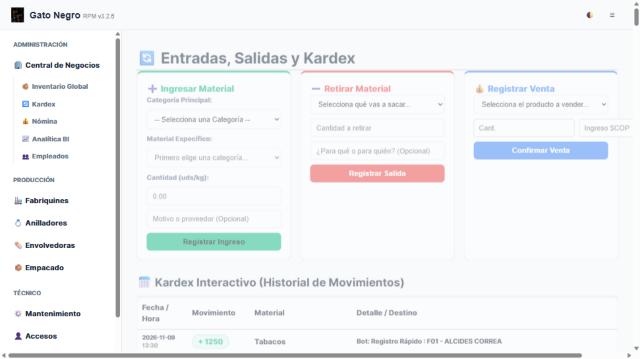 Gato Negro RPM v3.2.6
ADMINISTRACIÓN
Central de Negocios
Inventario Global
Kardex
Nómina
Analítica BI
Empleados
PRODUCCIÓN
Fabriquines
Anilladores
Envolvedoras
Empacado
TÉCNICO
Mantenimiento
Accesos
Entradas, Salidas y Kardex
Ingresar Material
Categoría Principal:
-- Selecciona una Categoría --
Material Específico:
Primero elige una categoría...
Cantidad (uds/kg):
0.00
Motivo o proveedor (Opcional)
Registrar Ingreso
Retirar Material
Selecciona qué vas a sacar...
Cantidad a retirar
¿Para qué o para quién? (Opcional)
Registrar Salida
Registrar Venta
Selecciona el producto a vender...
Cant.
Ingreso $COP
Confirmar Venta
Kardex Interactivo (Historial de Movimientos)
Fecha / Hora
Movimiento
Material
Detalle / Destino
2026-11-09
13:30
+ 1250
Tabacos
Bot: Registro Rápido : F01 - ALCIDES CORREA